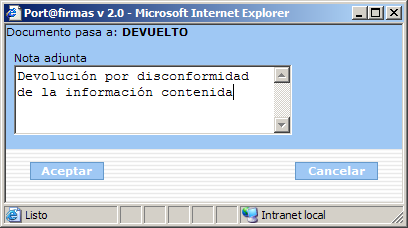 Port@firmas v 2.0 - Microsoft Internet Explorer
Documento pasa a: DEVUELTO
Nota adjunta
Devolución por disconformidad
de la información contenida
Aceptar Cancelar
Listo Intranet local